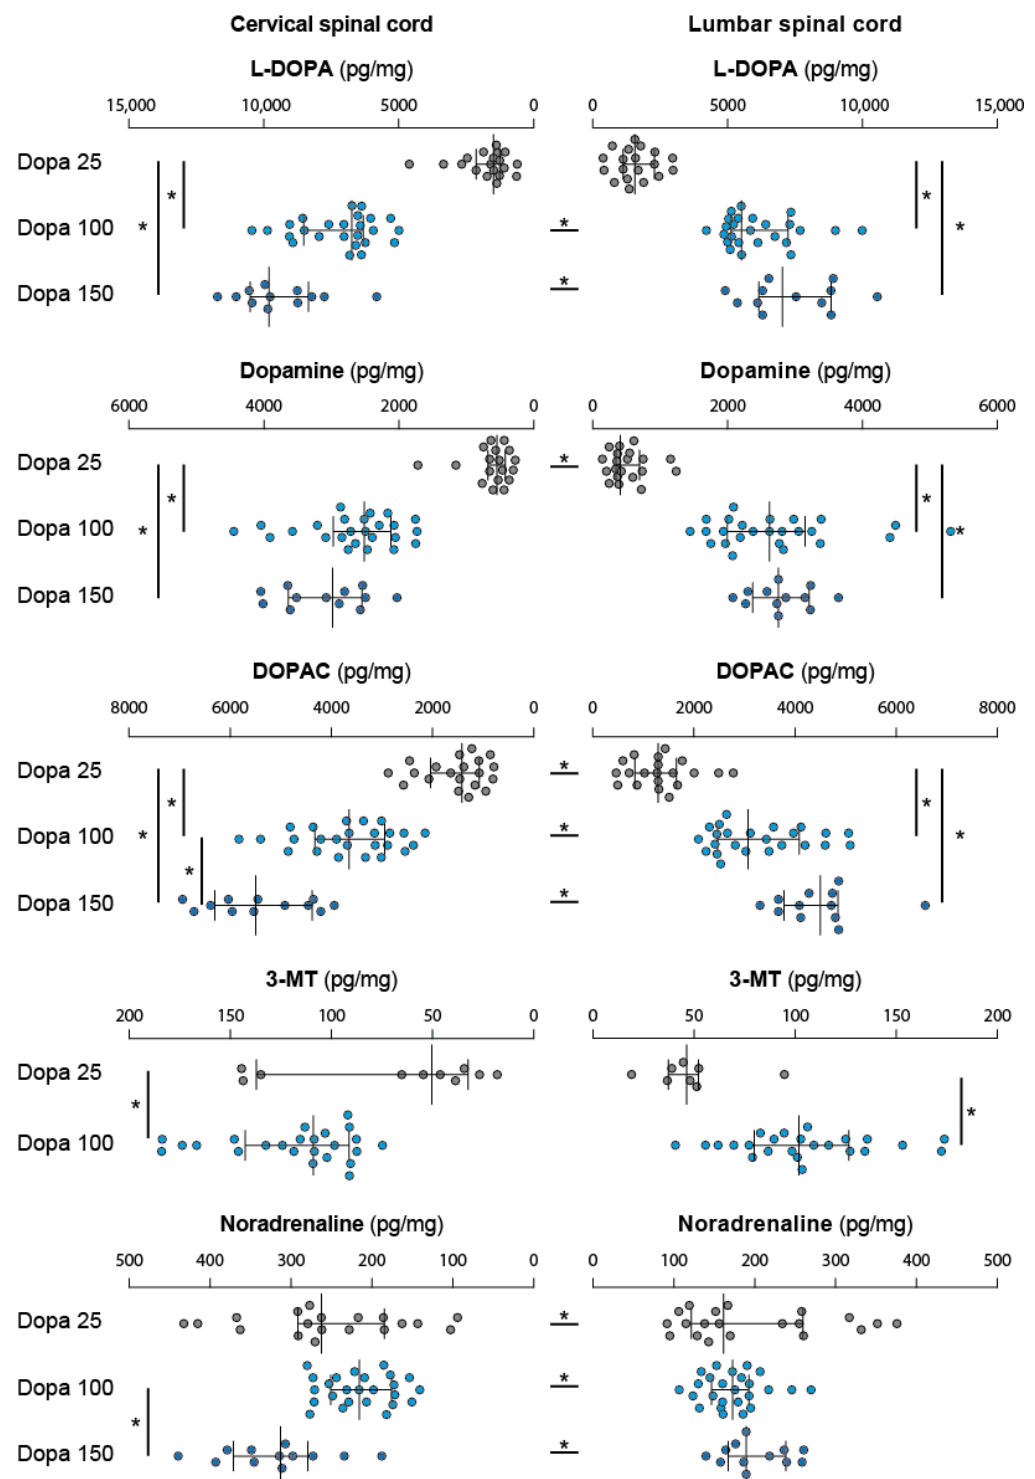 Cervical spinal cord Lumbar spinal cord
L-DOPA (pg/mg) L-DOPA (pg/mg)
15,000 10,000 5000 0 0 5000 10,000 15,000
Dopa 25
* *
Dopa 100 * * *
* 
Dopa 150
Dopamine (pg/mg) Dopamine (pg/mg)
6000 4000 2000 0 0 2000 4000 6000
Dopa 25 *
* *
Dopa 100 * *
Dopa 150
DOPAC (pg/mg) DOPAC (pg/mg)
8000 6000 4000 2000 0 0 2000 4000 6000 8000
Dopa 25 *
* *
Dopa 100 * * *
*
Dopa 150 *
3-MT (pg/mg) 3-MT (pg/mg)
200 150 100 50 0 0 50 100 150 200
Dopa 25
* *
Dopa 100
Noradrenaline (pg/mg) Noradrenaline (pg/mg)
500 400 300 200 100 0 0 100 200 300 400 500
Dopa 25 *
Dopa 100 *
*
Dopa 150 *